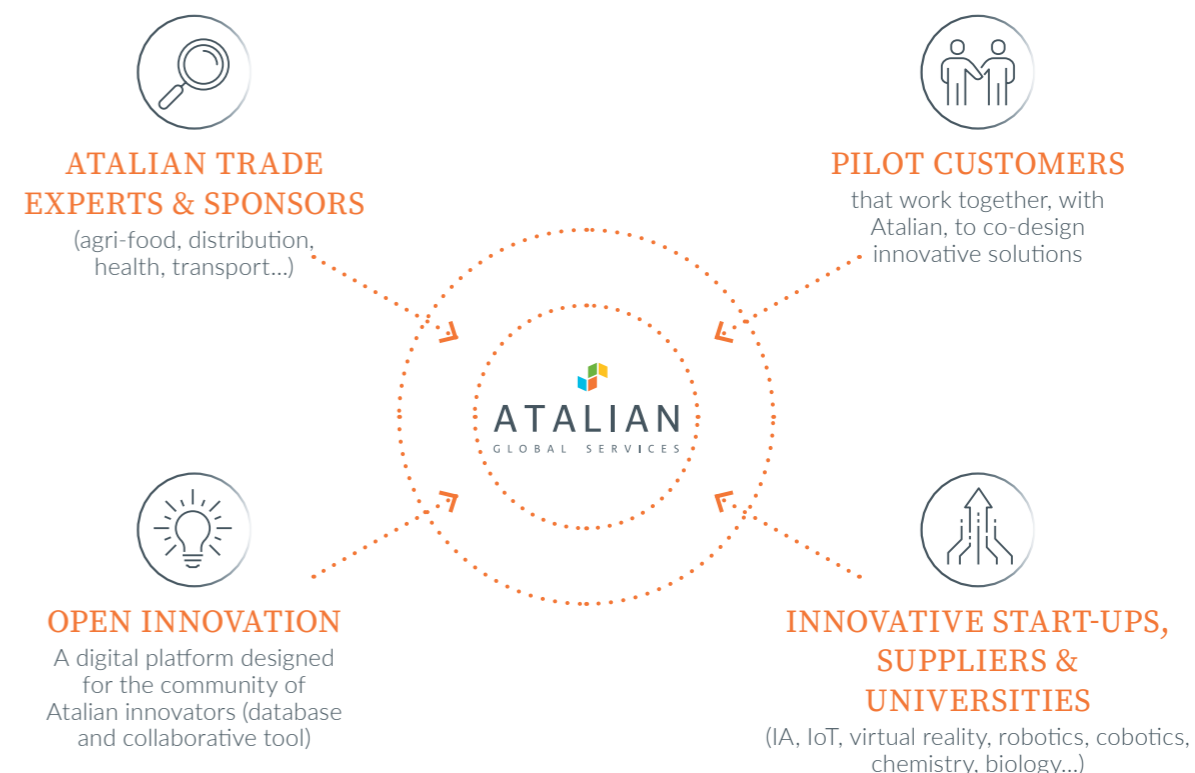 ATALIAN TRADE
EXPERTS & SPONSORS
(agri-food, distribution,
health, transport...)
PILOT CUSTOMERS
that work together, with
Atalian, to co-design
innovative solutions
ATALIAN
GLOBAL SERVICES
OPEN INNOVATION
A digital platform designed
for the community of
Atalian innovators (database
and collaborative tool)
INNOVATIVE START-UPS,
SUPPLIERS &
UNIVERSITIES
(IA, IoT, virtual reality, robotics, cobotics,
chemistry, biology...)